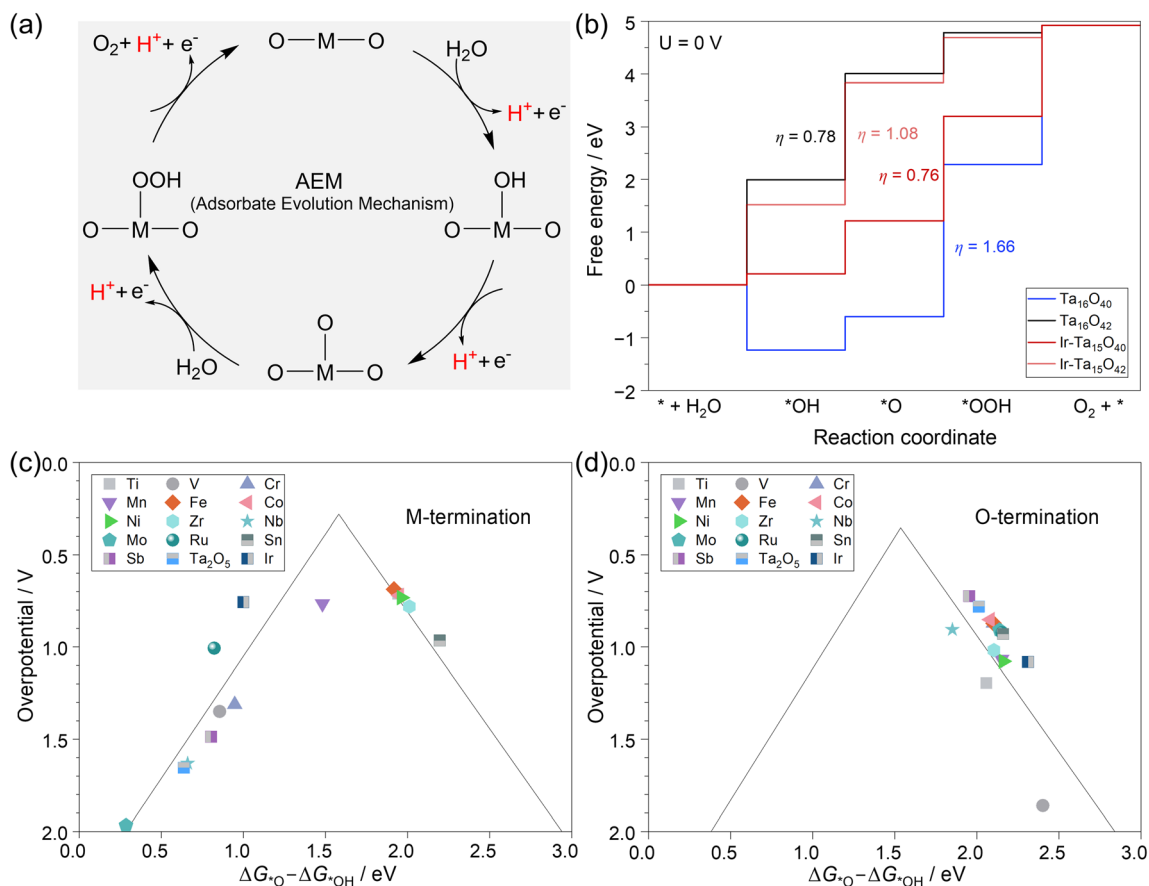 (a)
O–M–O
H₂O
H⁺ + e⁻
OH
O–M–O
H⁺ + e⁻
O
O–M–O
H₂O
H⁺ + e⁻
OOH
O–M–O
O₂ + H⁺ + e⁻
AEM
(Adsorbate Evolution Mechanism)
(b)
U = 0 V
5
4
3
2
1
0
−1
−2
Free energy / eV
η = 0.78
η = 1.08
η = 0.76
η = 1.66
Ta₁₆O₄₀
Ta₁₆O₄₂
Ir-Ta₁₅O₄₀
Ir-Ta₁₅O₄₂
* + H₂O *OH *O *OOH O₂ + *
Reaction coordinate
(c)
0.0
0.5
1.0
1.5
2.0
Overpotential / V
Ti V Cr
Mn Fe Co
Ni Zr Nb
Mo Ru Sn
Sb Ta₂O₅ Ir
M-termination
0.0 0.5 1.0 1.5 2.0 2.5 3.0
ΔG*O−ΔG*OH / eV
(d)
0.0
0.5
1.0
1.5
2.0
Overpotential / V
Ti V Cr
Mn Fe Co
Ni Zr Nb
Mo Ru Sn
Sb Ta₂O₅ Ir
O-termination
0.0 0.5 1.0 1.5 2.0 2.5 3.0
ΔG*O−ΔG*OH / eV